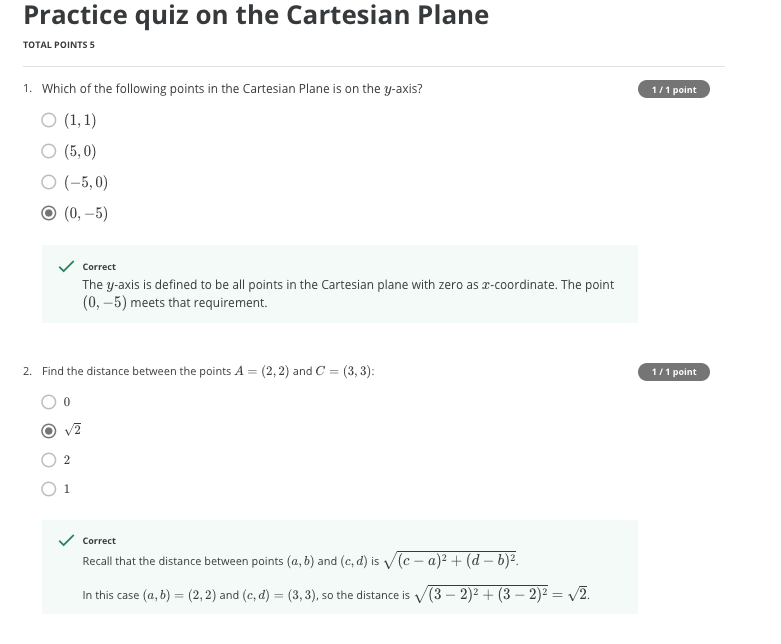 Practice quiz on the Cartesian Plane
TOTAL POINTS 5
1. Which of the following points in the Cartesian Plane is on the y-axis?
1 / 1 point
(1, 1)
(5, 0)
(−5, 0)
(0, −5)
Correct
The y-axis is defined to be all points in the Cartesian plane with zero as x-coordinate. The point
(0, −5) meets that requirement.
2. Find the distance between the points A = (2, 2) and C = (3, 3):
1 / 1 point
0
√2
2
1
Correct
Recall that the distance between points (a, b) and (c, d) is √((c − a)² + (d − b)²).
In this case (a, b) = (2, 2) and (c, d) = (3, 3), so the distance is √((3 − 2)² + (3 − 2)²) = √2.